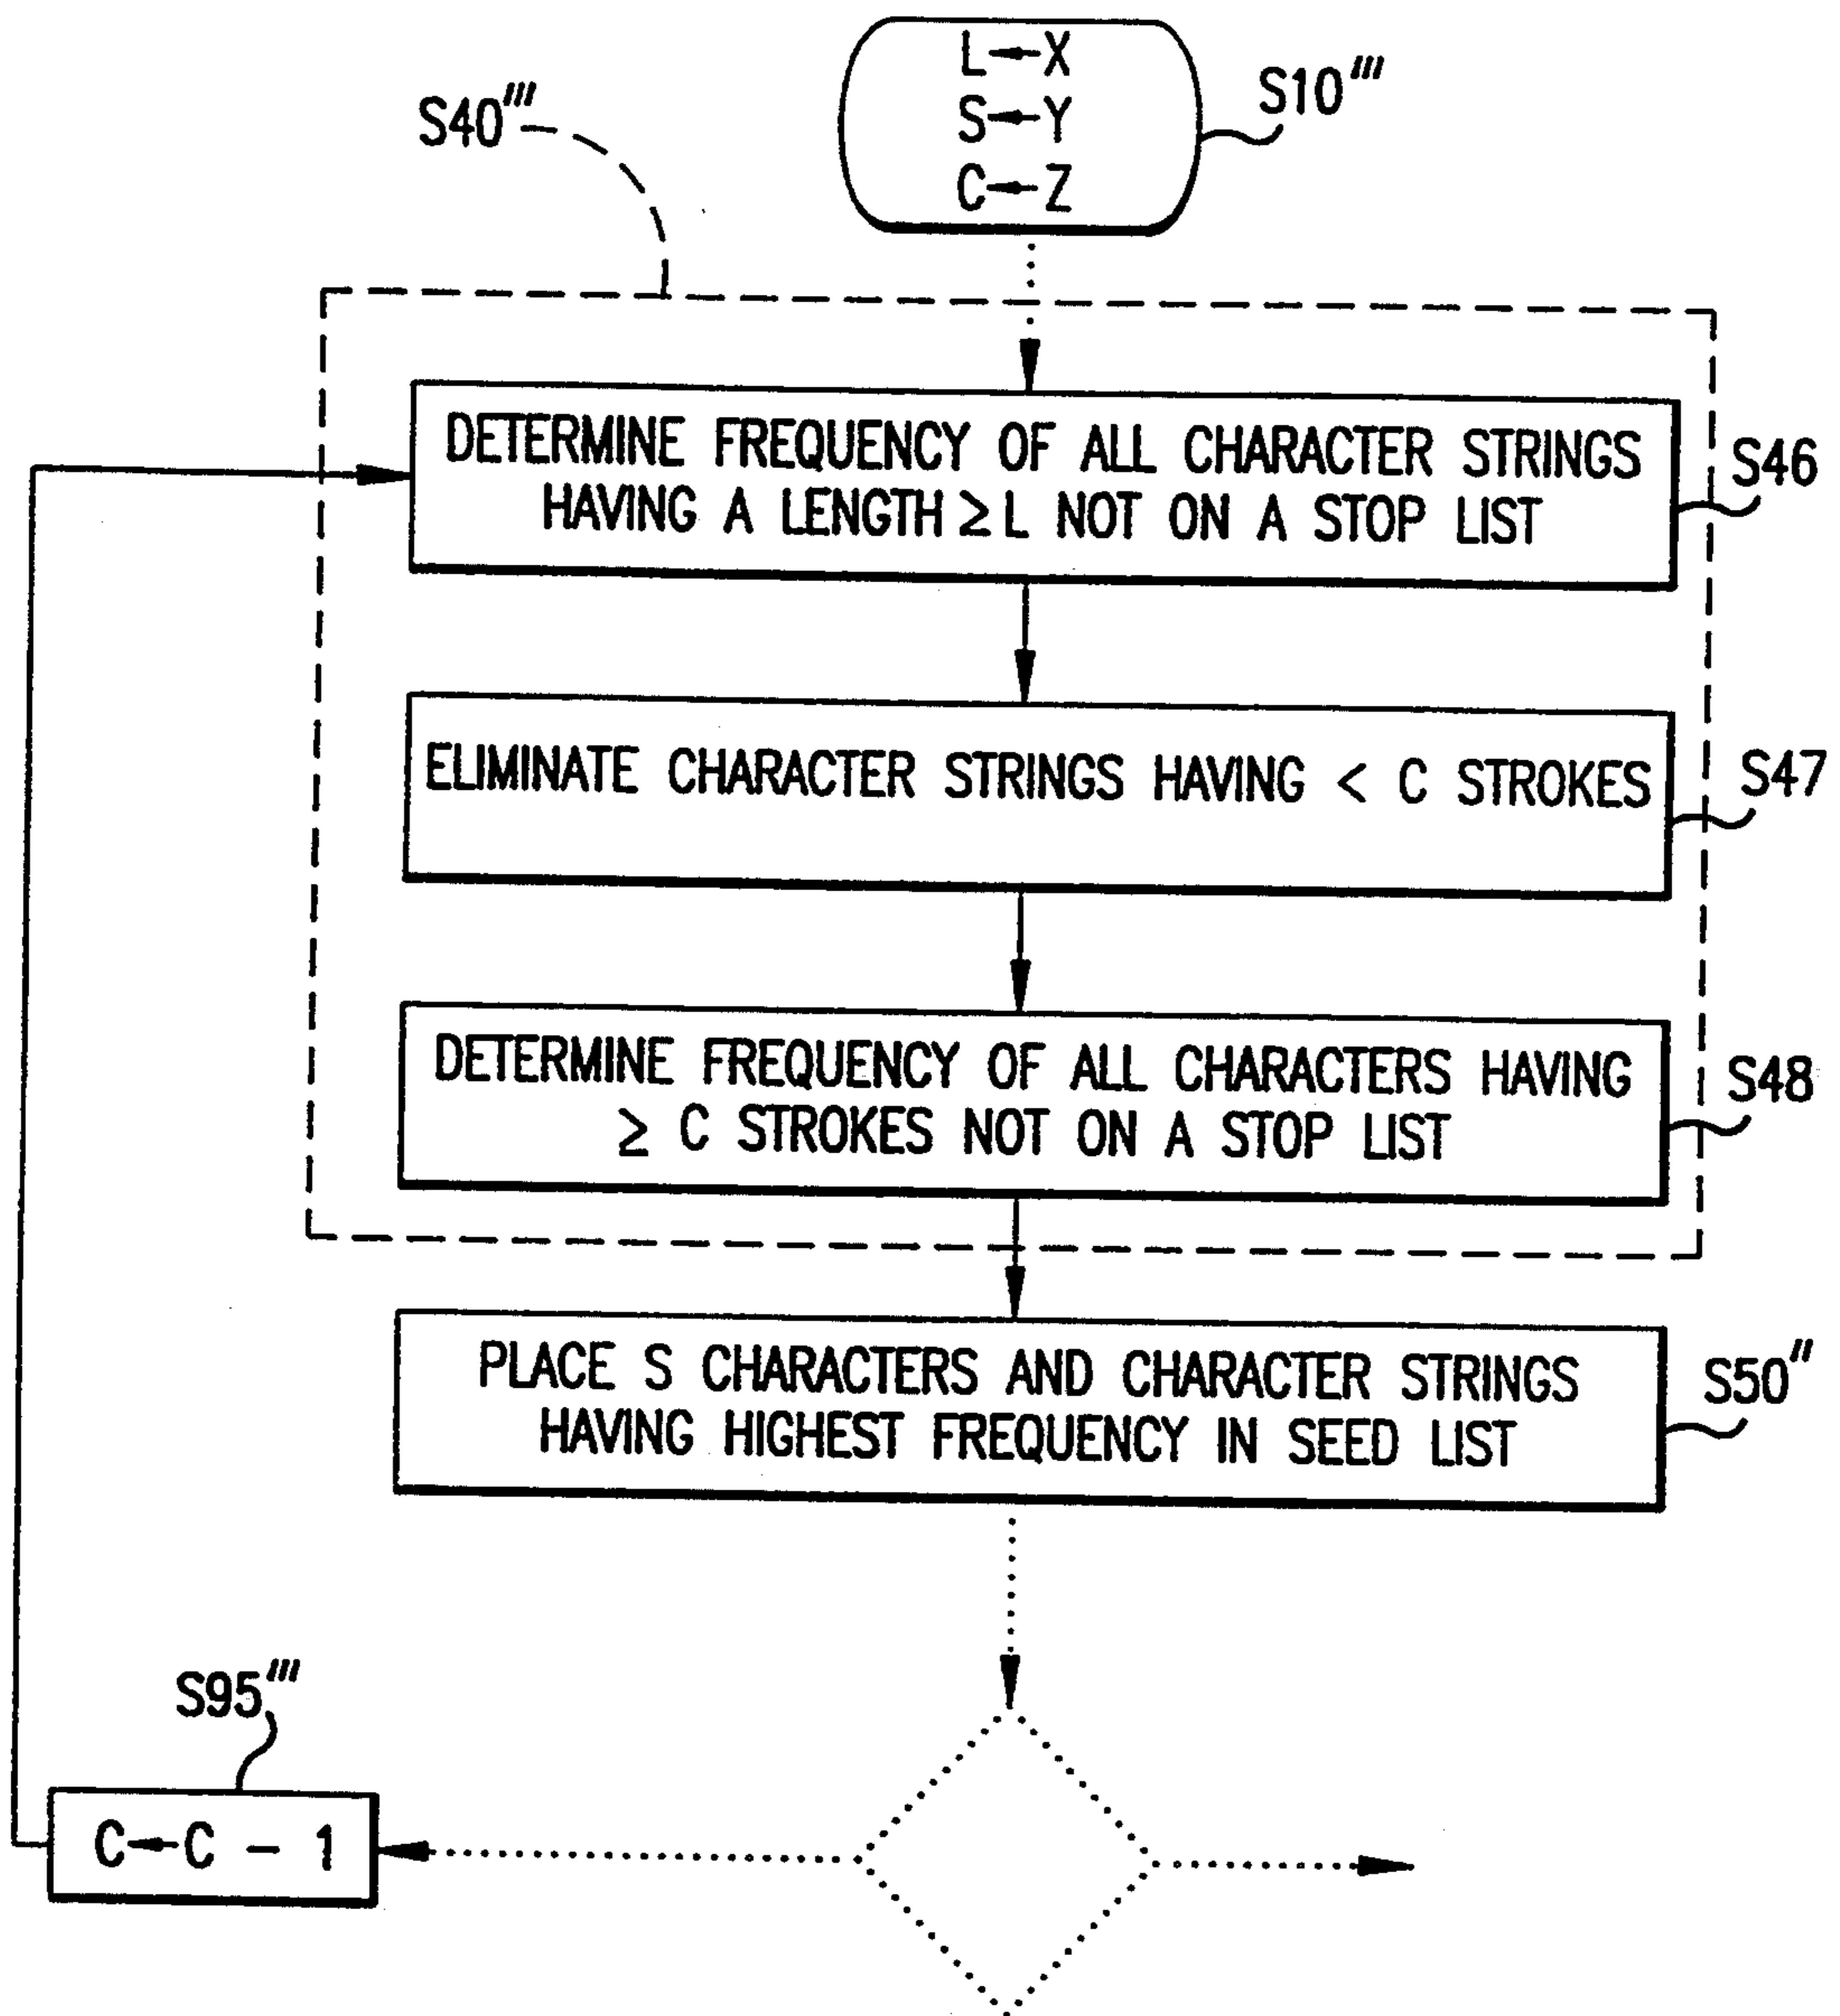 L←X
S←Y
C←Z
S10'''
S40'''
DETERMINE FREQUENCY OF ALL CHARACTER STRINGS
HAVING A LENGTH ≥ L NOT ON A STOP LIST
S46
ELIMINATE CHARACTER STRINGS HAVING < C STROKES
S47
DETERMINE FREQUENCY OF ALL CHARACTERS HAVING
≥ C STROKES NOT ON A STOP LIST
S48
PLACE S CHARACTERS AND CHARACTER STRINGS
HAVING HIGHEST FREQUENCY IN SEED LIST
S50''
S95'''
C←C - 1